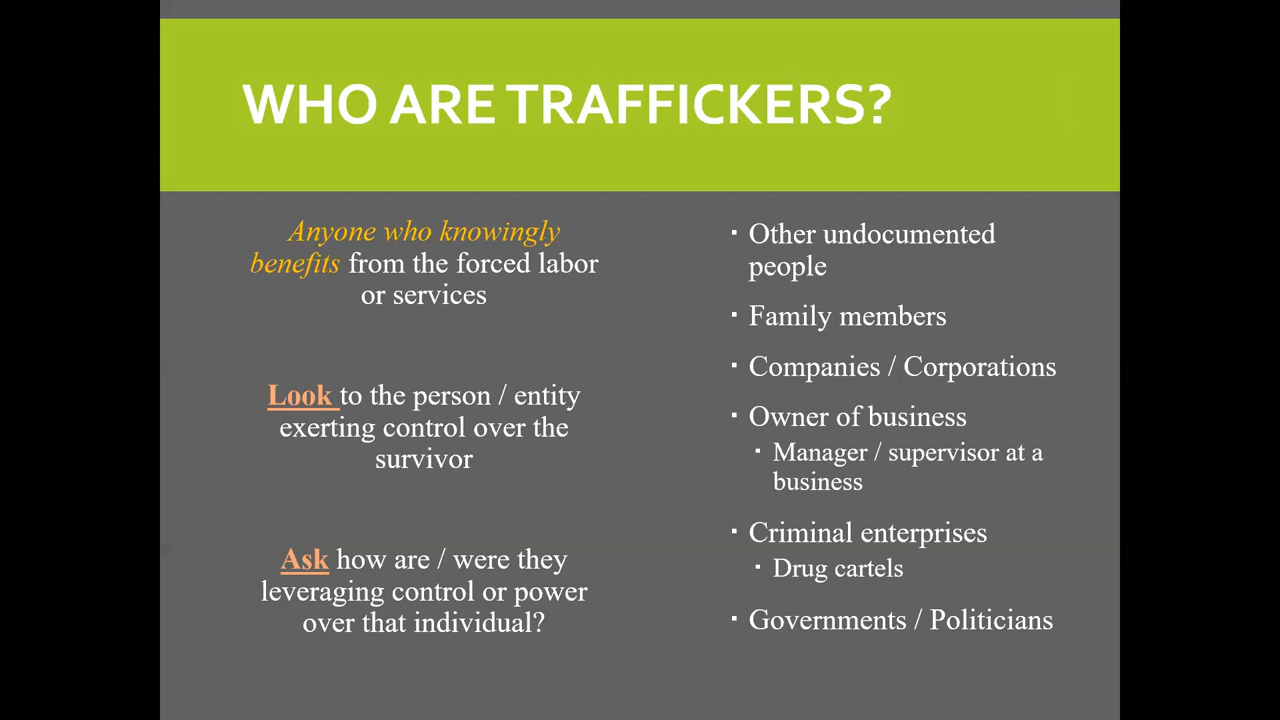 WHO ARE TRAFFICKERS?
Anyone who knowingly
benefits from the forced labor
or services
Look to the person / entity
exerting control over the
survivor
Ask how are / were they
leveraging control or power
over that individual?
▪ Other undocumented
people
▪ Family members
▪ Companies / Corporations
▪ Owner of business
▪ Manager / supervisor at a
business
▪ Criminal enterprises
▪ Drug cartels
▪ Governments / Politicians